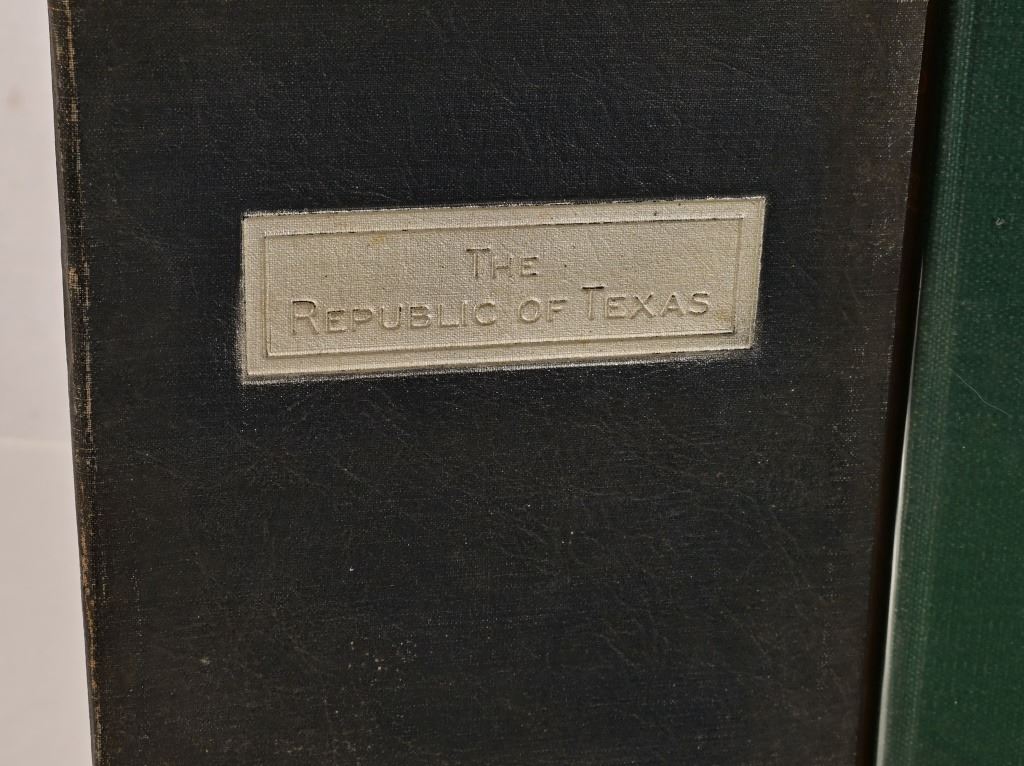 The
Republic of Texas